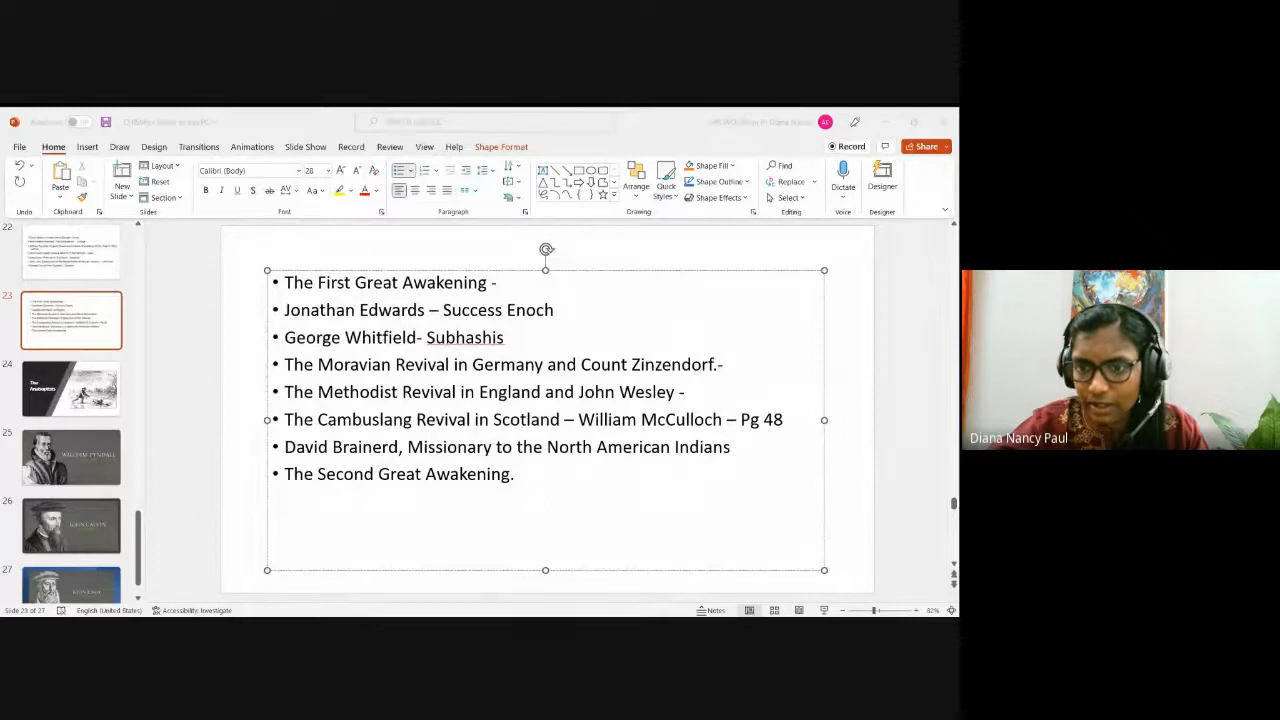 File Home Insert Draw Design Transitions Animations Slide Show Record Review View Help Shape Format Record Share
Paste New Slide Layout Reset Section Calibri (Body) 28 Arrange Quick Styles Shape Fill Shape Outline Shape Effects Find Replace Select Dictate Designer
Undo Clipboard Slides Font Paragraph Drawing Editing Voice Designer
22
23
24
The Anabaptists
25
WILLIAM TYNDALL
26
JOHN CALVIN
27
• The First Great Awakening -
• Jonathan Edwards – Success Enoch
• George Whitfield- Subhashis
• The Moravian Revival in Germany and Count Zinzendorf.-
• The Methodist Revival in England and John Wesley -
• The Cambuslang Revival in Scotland – William McCulloch – Pg 48
• David Brainerd, Missionary to the North American Indians
• The Second Great Awakening.
Slide 23 of 27 English (United States) Accessibility: Investigate Notes 82%
Diana Nancy Paul